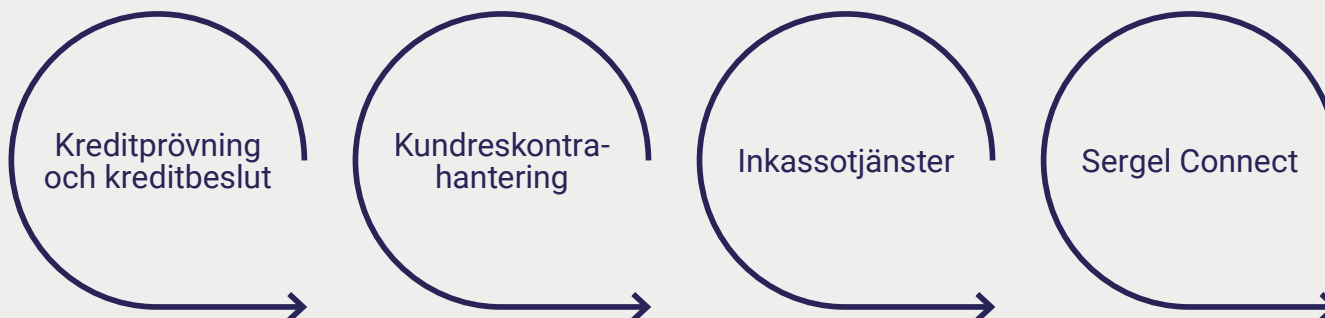 Kreditprövning
och kreditbeslut
Kundreskontra-
hantering
Inkassotjänster
Sergel Connect